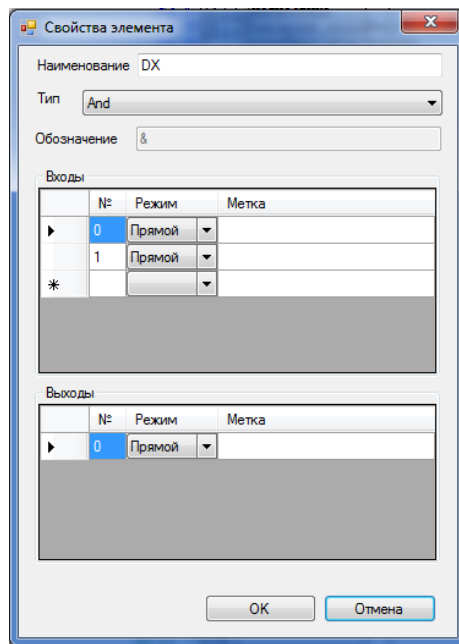 Свойства элемента
Наименование DX
Тип And
Обозначение &
Входы
№ Режим Метка
0 Прямой
1 Прямой
Выходы
№ Режим Метка
0 Прямой
OK Отмена